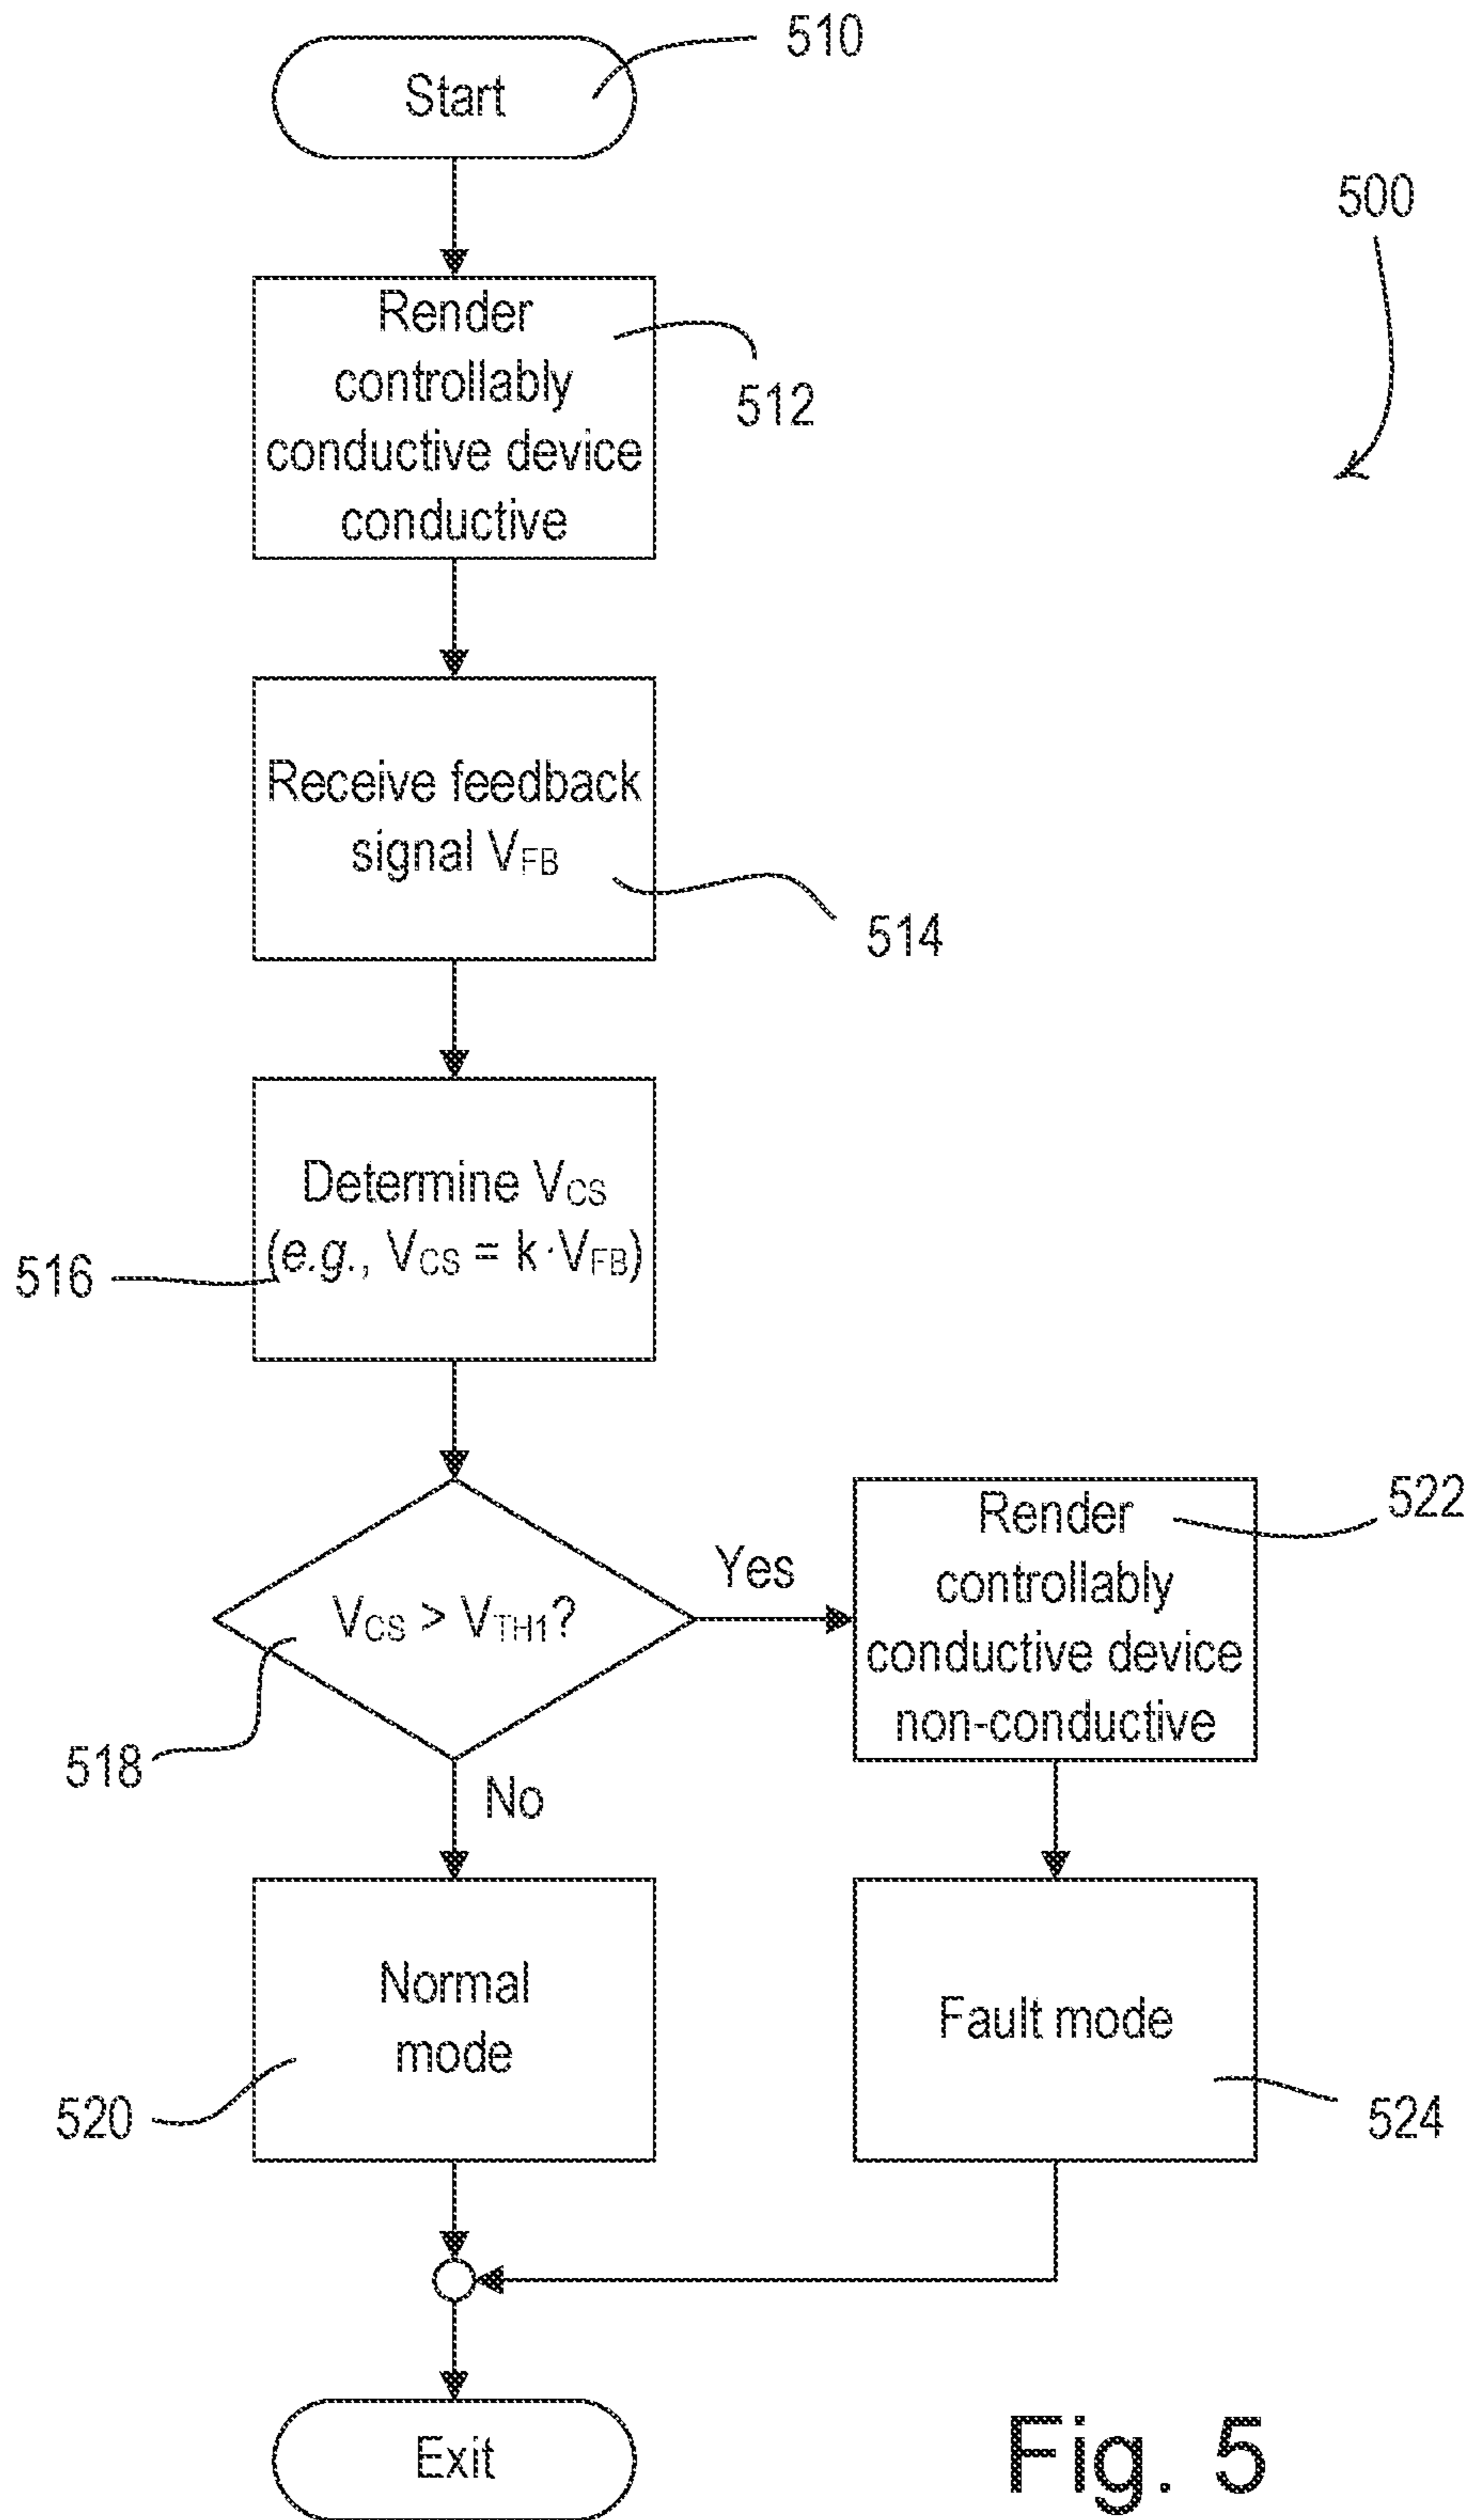 510
Start
500
Render
controllably
conductive device
conductive
512
Receive feedback
signal VFB
514
Determine VCS
(e.g., VCS = k·VFB)
516
VCS > VTH1?
Yes
518
No
Render
controllably
conductive device
non-conductive
522
Normal
mode
520
Fault mode
524
Exit
Fig. 5